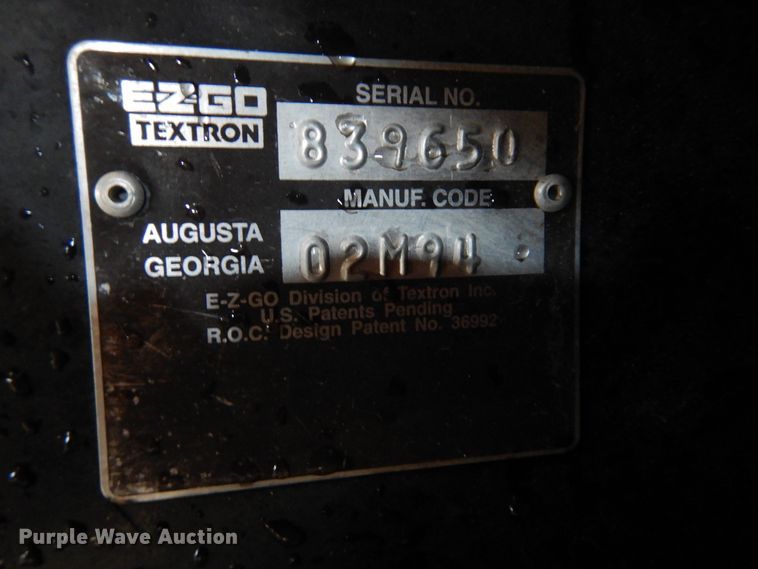 E-Z-GO
TEXTRON
SERIAL NO.
839650
MANUF. CODE
AUGUSTA
GEORGIA
02M94
E-Z-GO Division of Textron Inc.
U.S. Patents Pending
R.O.C. Design Patent No. 36992
Purple Wave Auction®